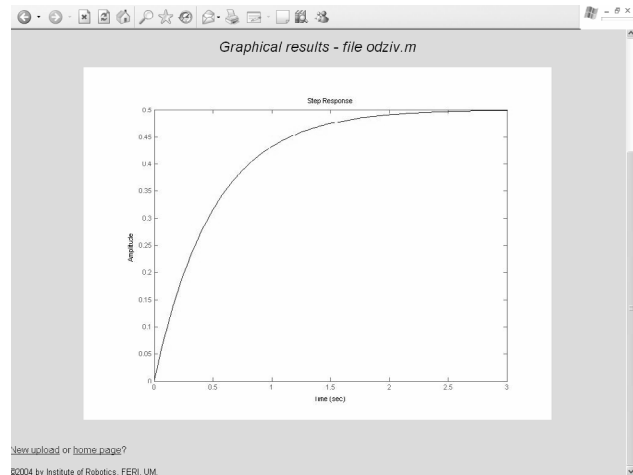 Graphical results - file odziv.m
Step Response
0.5
0.45
0.4
0.35
0.3
0.25
0.2
0.15
0.1
0.05
0
Amplitude
0 0.5 1 1.5 2 2.5 3
Time (sec)
New upload or home page?
©2004 by Institute of Robotics, FERI, UM.